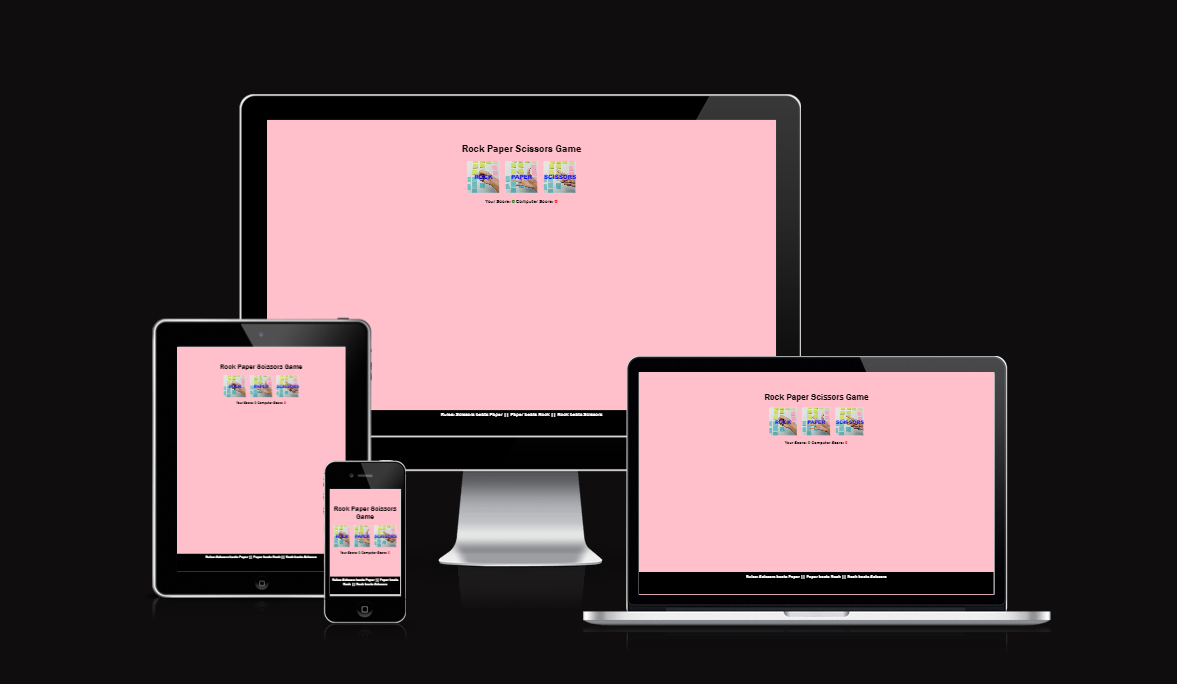 Rock Paper Scissors Game
ROCK PAPER SCISSORS
Your Score: 0 Computer Score: 0
Rules: Scissors beats Paper || Paper beats Rock || Rock beats Scissors
Rock Paper Scissors Game
ROCK PAPER SCISSORS
Your Score: 0 Computer Score: 0
Rules: Scissors beats Paper || Paper beats Rock || Rock beats Scissors
Rock Paper Scissors
Game
ROCK PAPER SCISSORS
Your Score: 0 Computer Score: 0
Rules: Scissors beats Paper || Paper beats
Rock || Rock beats Scissors
Rock Paper Scissors Game
ROCK PAPER SCISSORS
Your Score: 0 Computer Score: 0
Rules: Scissors beats Paper || Paper beats Rock || Rock beats Scissors